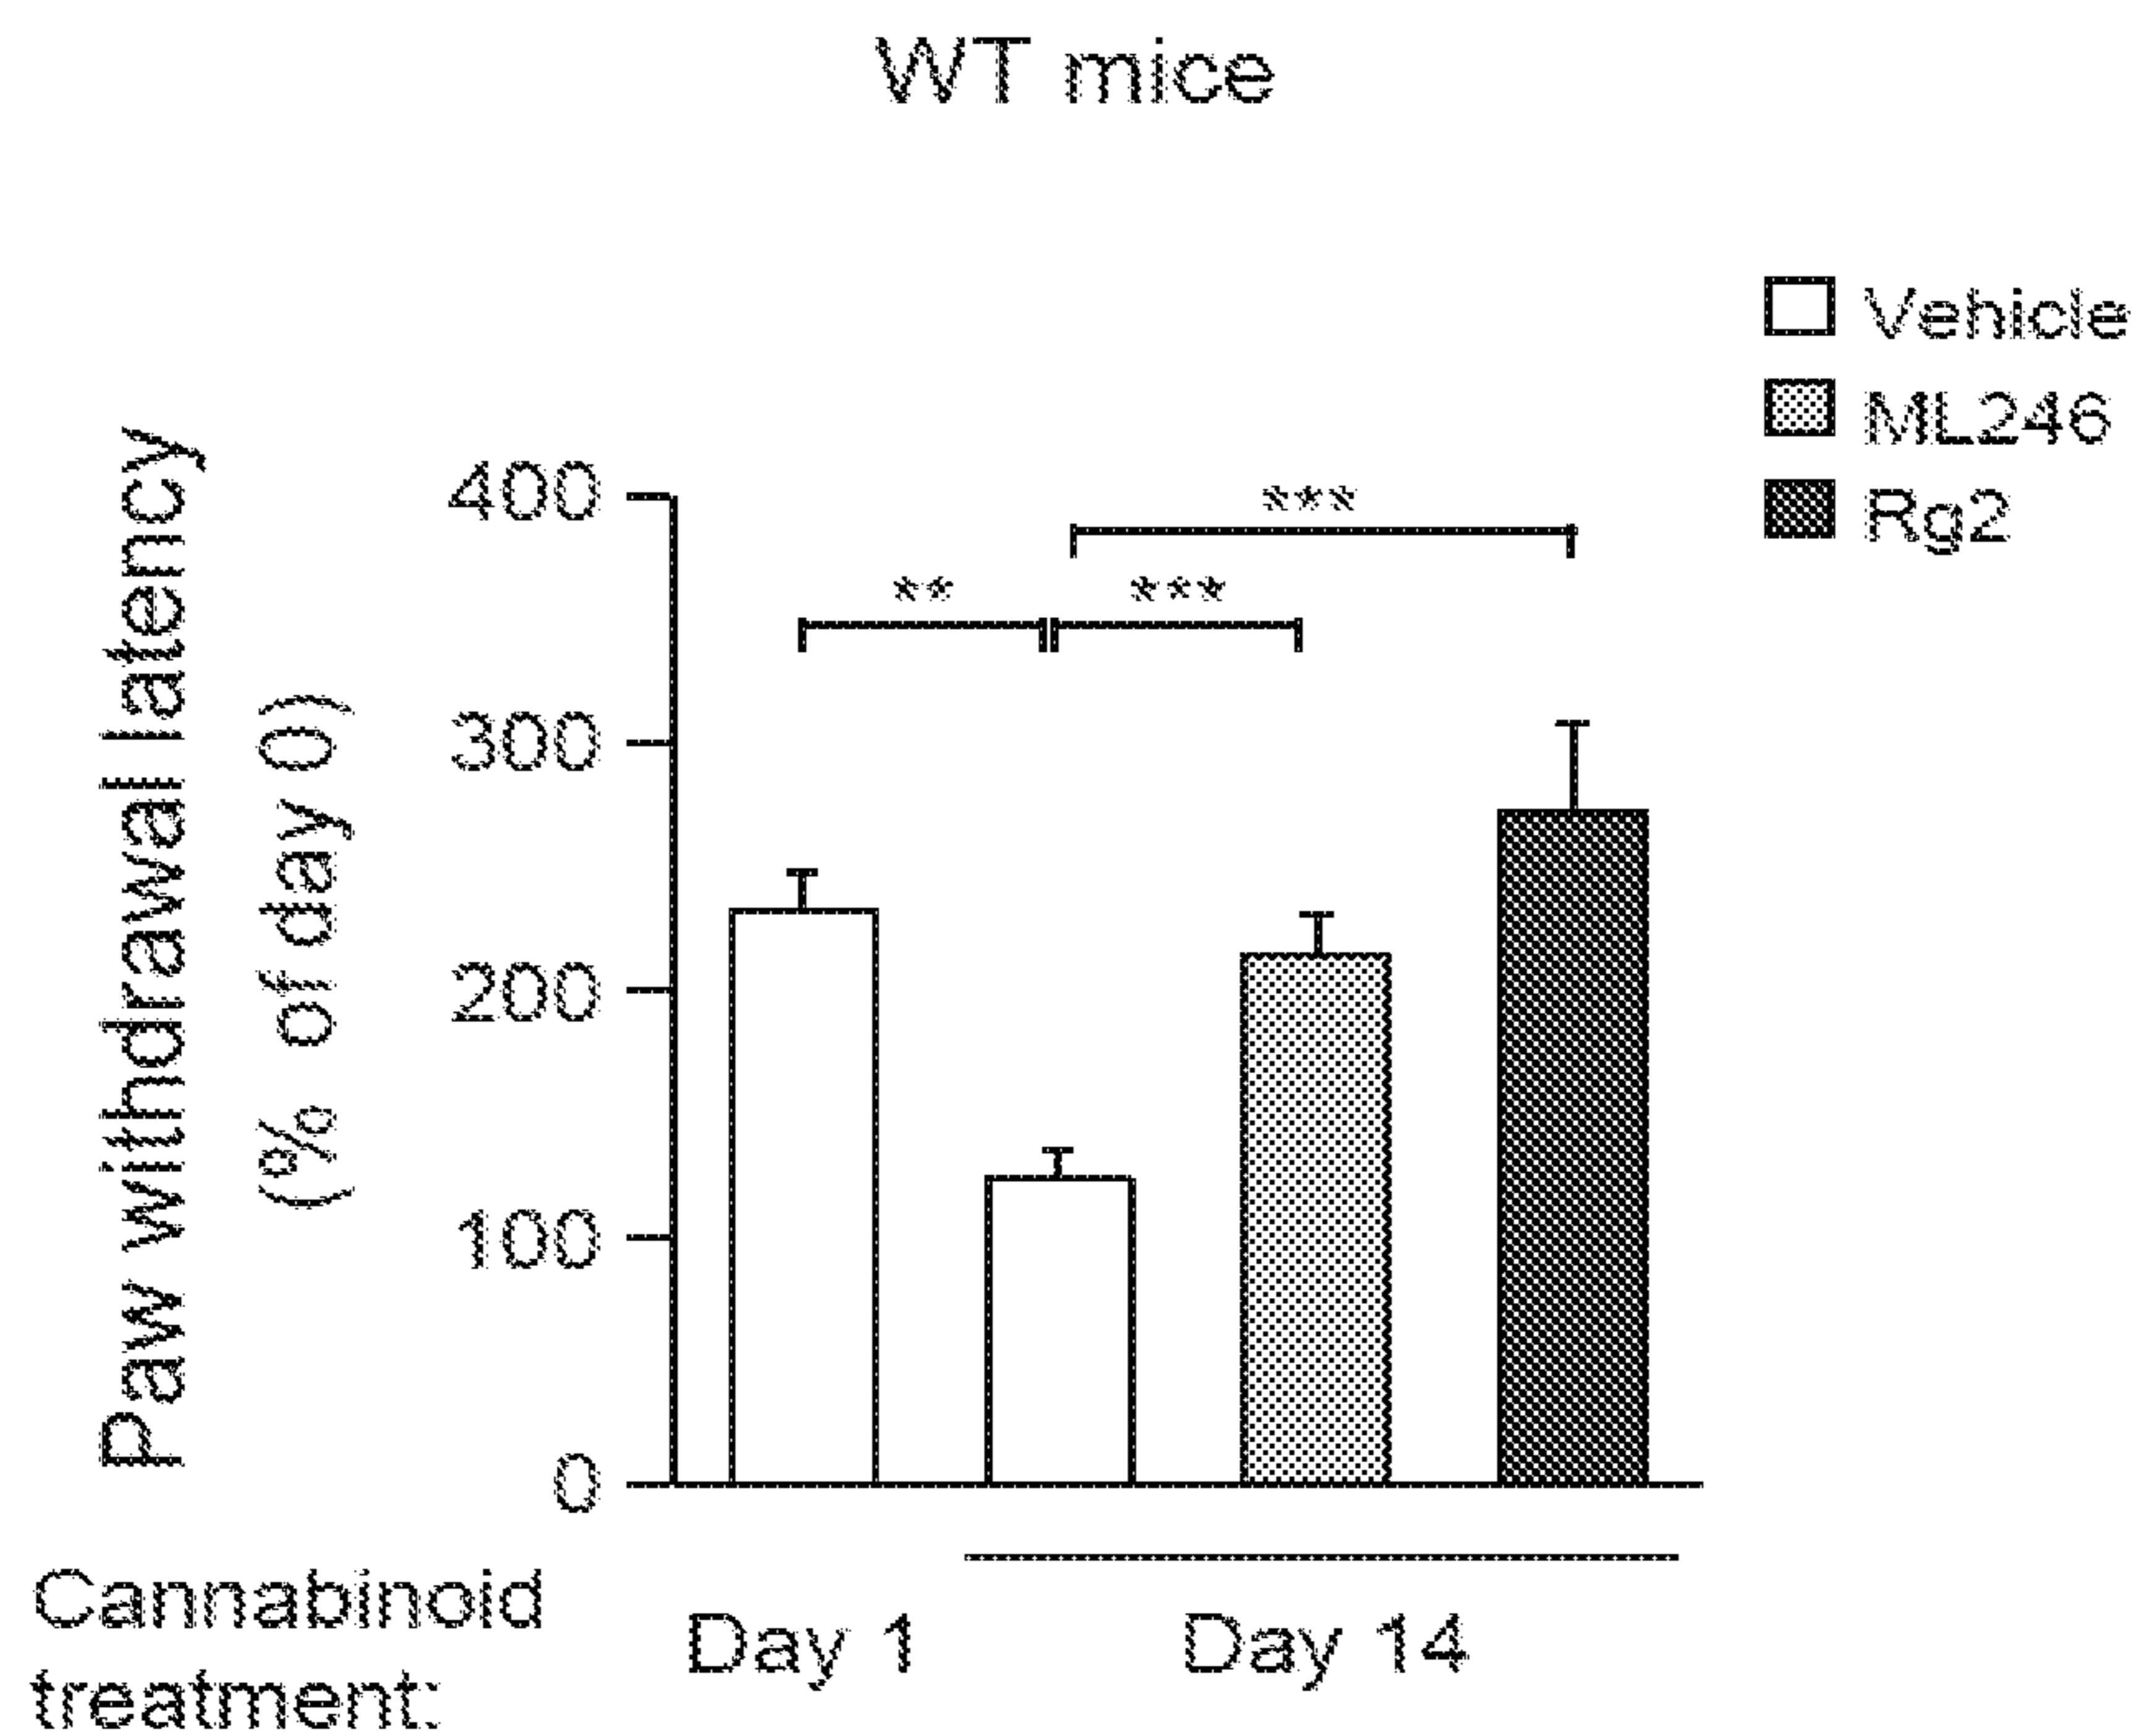 WT mice
Vehicle
ML246
Rg2
Paw withdrawal latency
(% of day 0)
400
300
200
100
0
***
** ***
Cannabinoid
treatment:
Day 1 Day 14